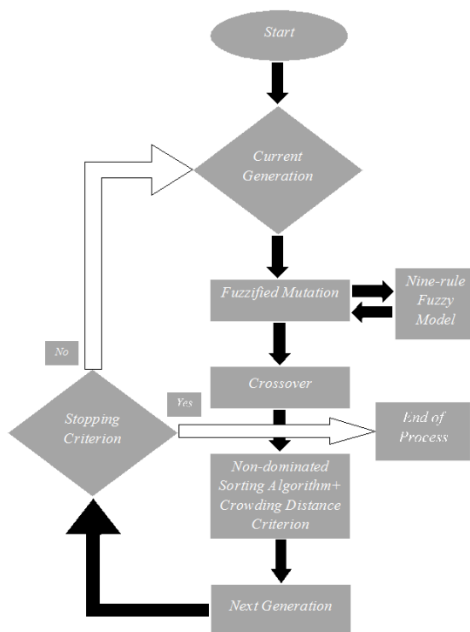 Start
Current
Generation
Fuzzified Mutation
Nine-rule
Fuzzy
Model
No
Crossover
Yes
Stopping
Criterion
End of
Process
Non-dominated
Sorting Algorithm+
Crowding Distance
Criterion
Next Generation